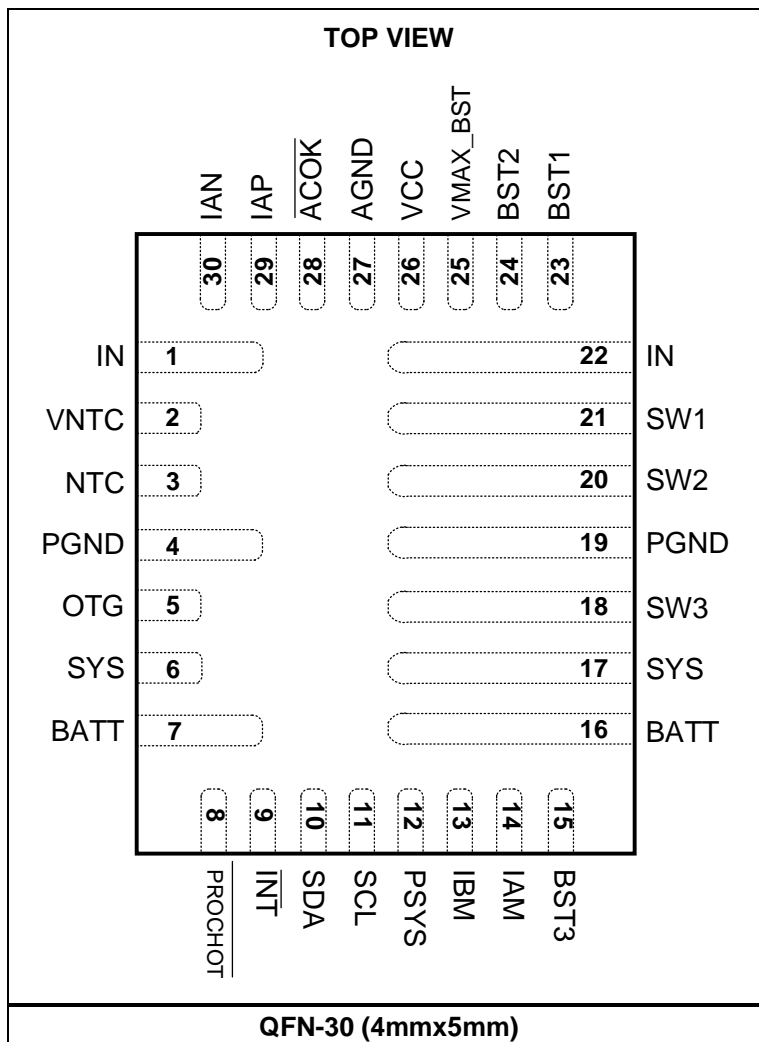 TOP VIEW
IAN
IAP
ACOK
AGND
VCC
VMAX_BST
BST2
BST1
30
29
28
27
26
25
24
23
IN 1
22 IN
VNTC 2
21 SW1
NTC 3
20 SW2
PGND 4
19 PGND
OTG 5
18 SW3
SYS 6
17 SYS
BATT 7
16 BATT
8
9
10
11
12
13
14
15
PROCHOT
INT
SDA
SCL
PSYS
IBM
IAM
BST3
QFN-30 (4mmx5mm)